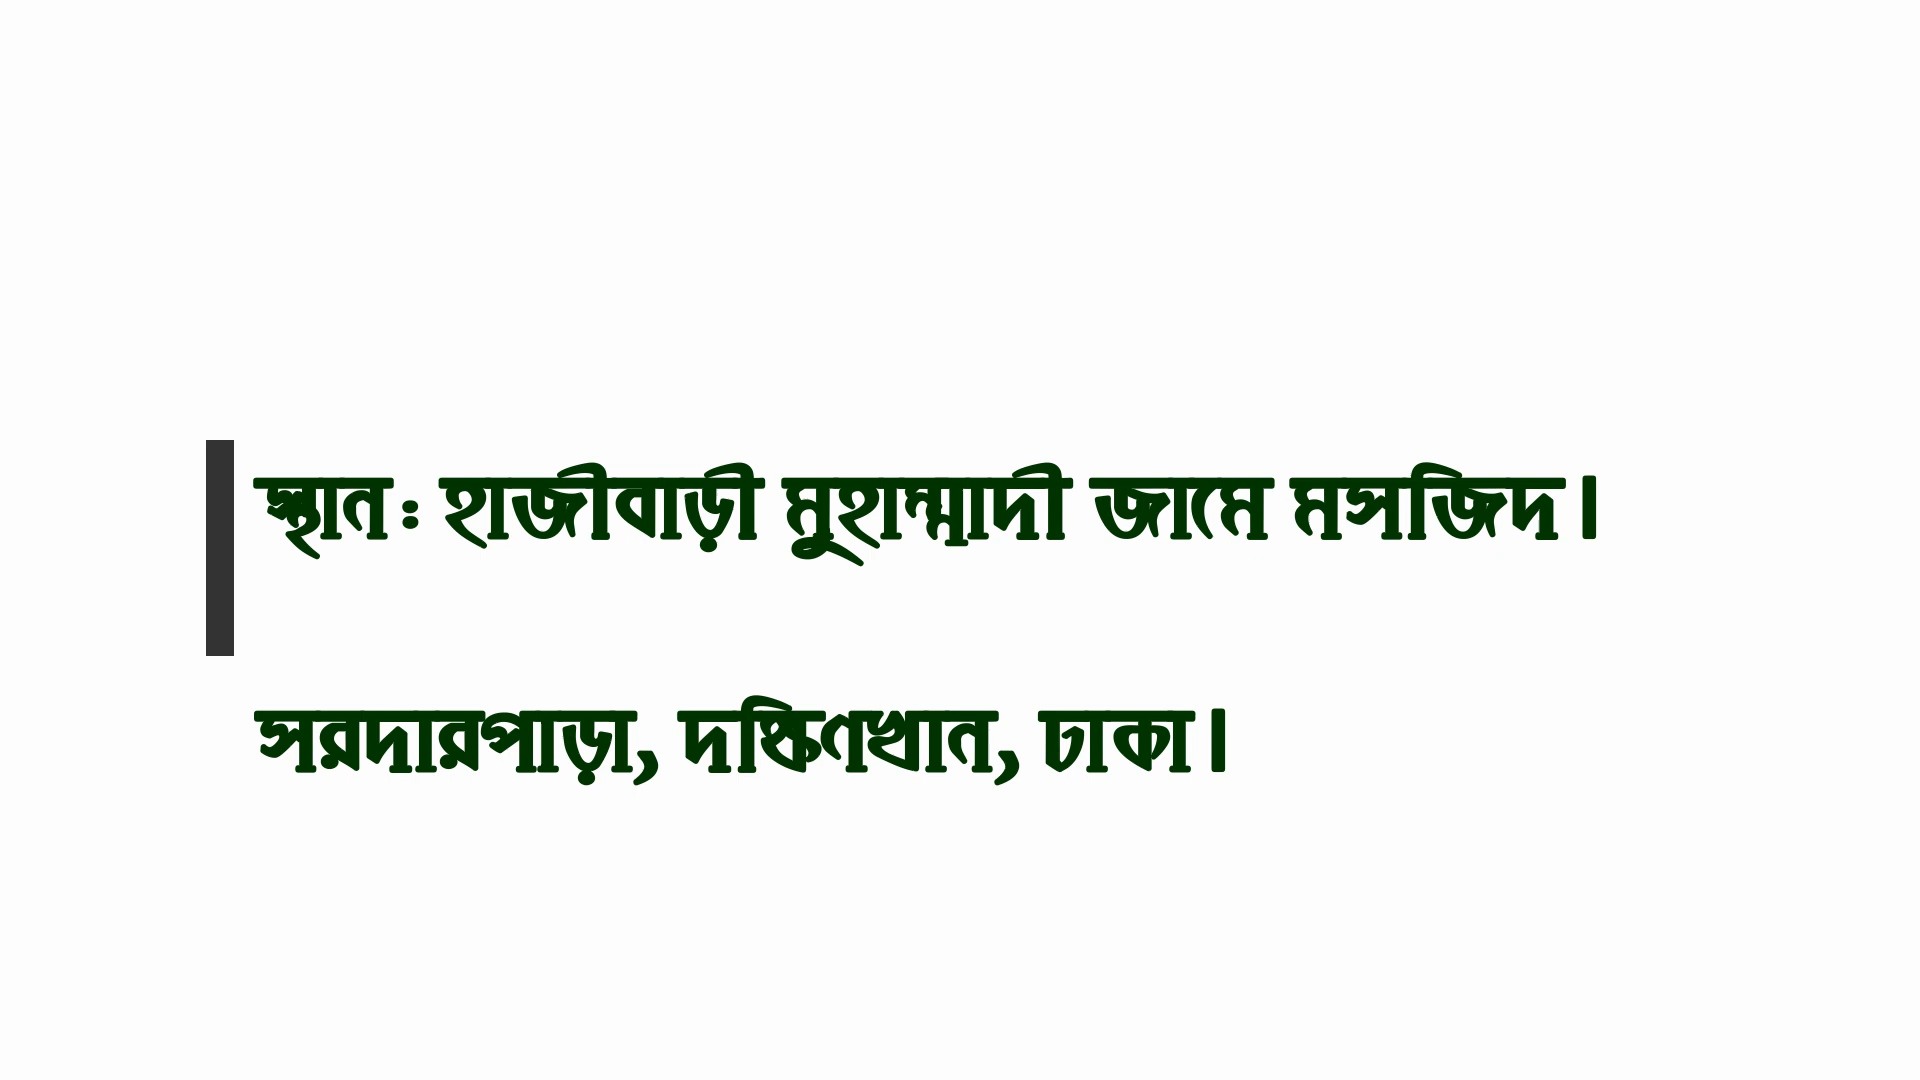 স্থান: হাজীবাড়ী মুহাম্মাদী জামে মসজিদ।
সরদারপাড়া, দক্ষিণখান, ঢাকা।